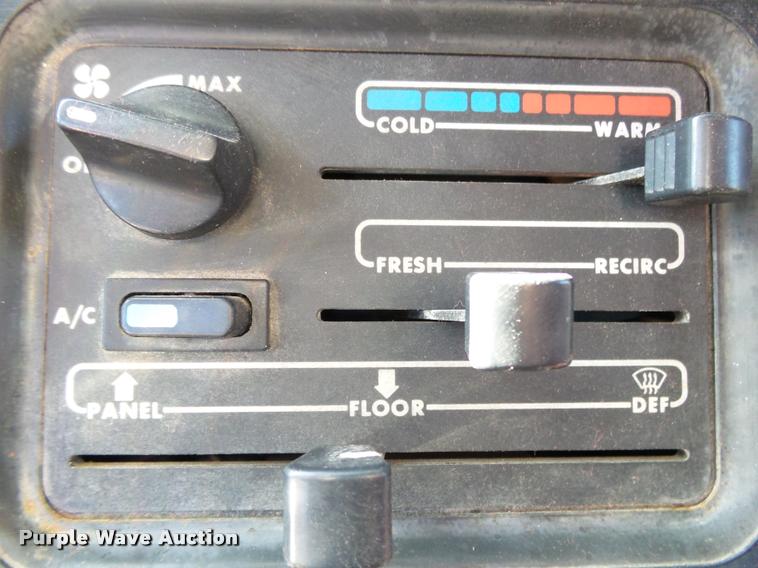 MAX
COLD WARM
FRESH RECIRC
A/C
PANEL FLOOR DEF
Purple Wave Auction